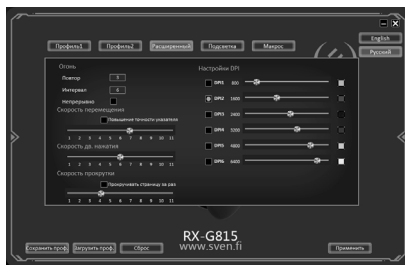 English
Русский
Профиль1 Профиль2 Расширенный Подсветка Макрос
Огонь
Повтор 3
Интервал 6
Непрерывно
Скорость перемещения
Повышение точности указателя
1 2 3 4 5 6 7 8 9 10 11
Скорость дв. нажатия
1 2 3 4 5 6 7 8 9 10 11
Скорость прокрутки
Прокручивать страницу за раз
1 2 3 4 5 6 7 8 9 10 11
Настройки DPI
DPI1 800
DPI2 1600
DPI3 2400
DPI4 3200
DPI5 4800
DPI6 6400
RX-G815
www.sven.fi
Сохранить проф. Загрузить проф. Сброс Применить